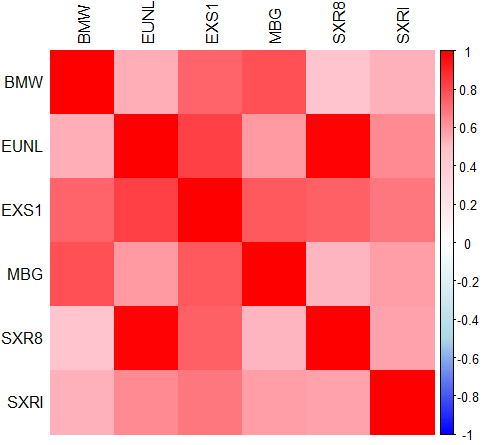 BMW EUNL EXS1 MBG SXR8 SXRI
BMW
EUNL
EXS1
MBG
SXR8
SXRI
1
0.8
0.6
0.4
0.2
0
-0.2
-0.4
-0.6
-0.8
-1